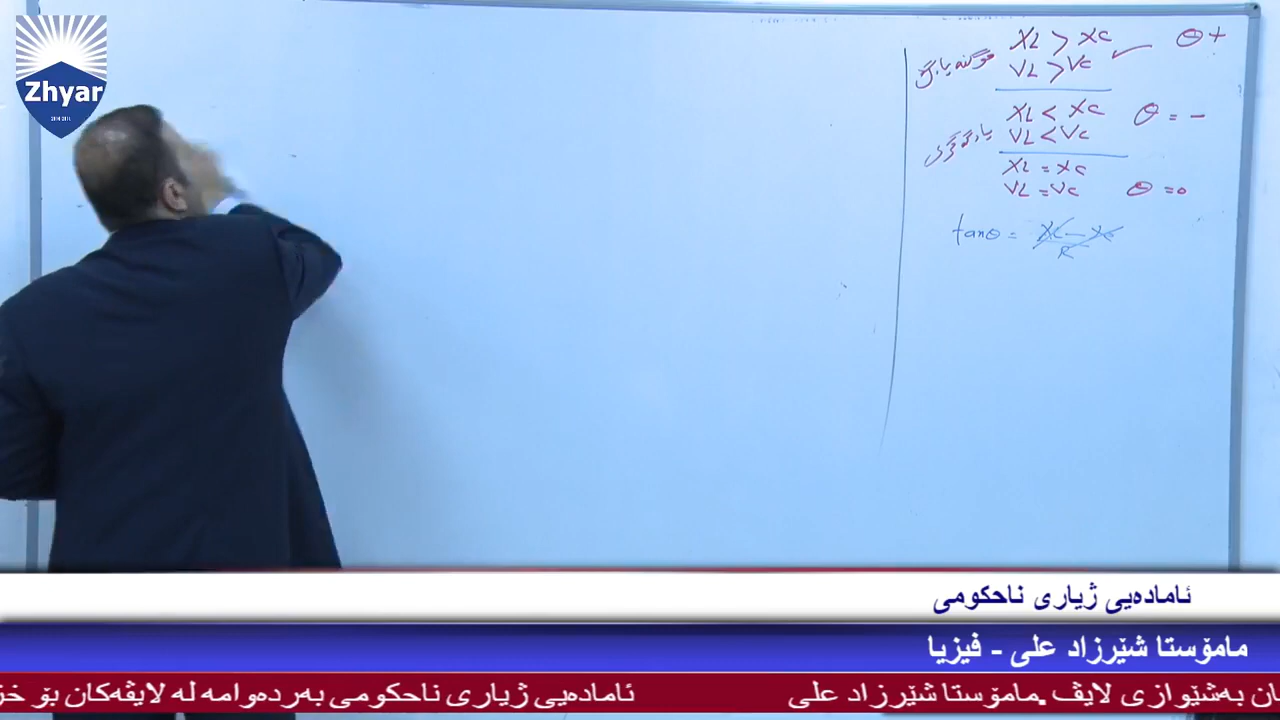 Zhyar
XL > XC θ +
VL > VC
XL < XC θ = -
VL < VC
XL = XC
VL = VC θ = 0
tanθ = XL - XC
R
ئامادەیی ژیاری ناحکومی
مامۆستا شێرزاد علی - فیزیا
ان بەشێوازی لایڤ .مامۆستا شێرزاد علی ئامادەیی ژیاری ناحکومی بەردەوامە لە لایڤەکان بۆ خز